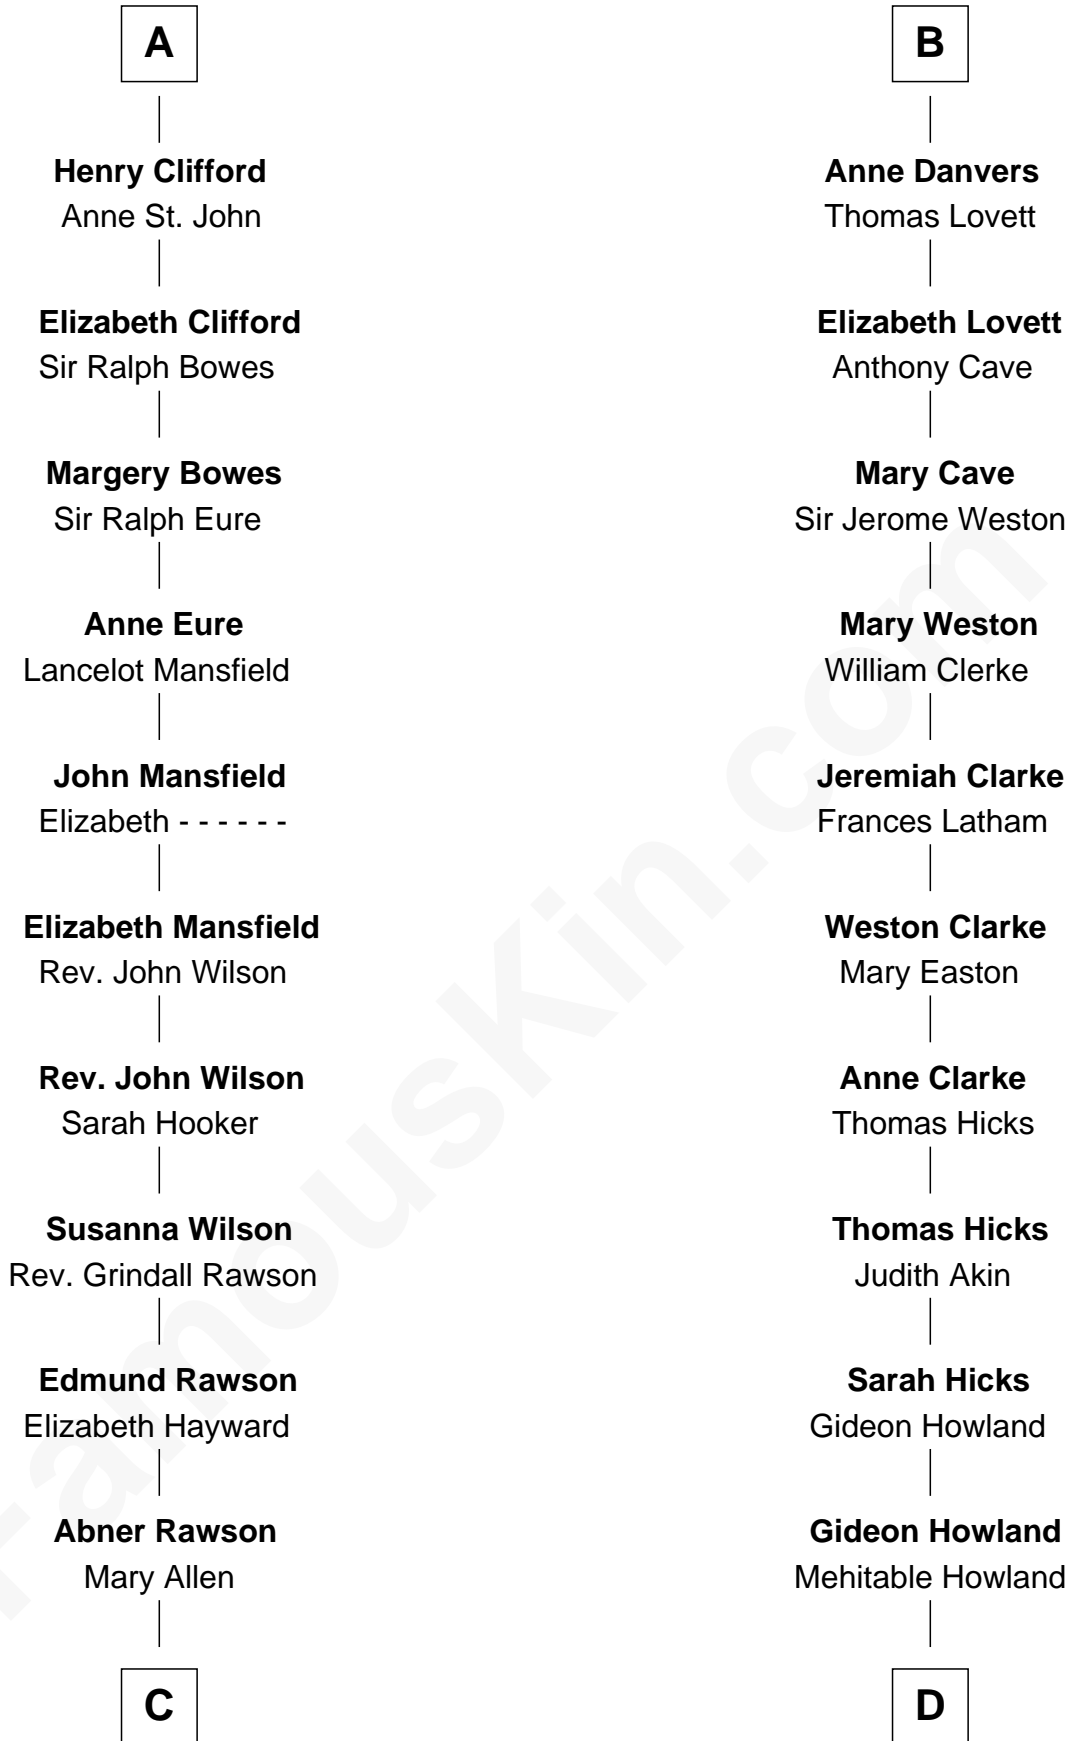 A
Henry Clifford
Anne St. John
Elizabeth Clifford
Sir Ralph Bowes
Margery Bowes
Sir Ralph Eure
Anne Eure
Lancelot Mansfield
John Mansfield
Elizabeth - - - - - -
Elizabeth Mansfield
Rev. John Wilson
Rev. John Wilson
Sarah Hooker
Susanna Wilson
Rev. Grindall Rawson
Edmund Rawson
Elizabeth Hayward
Abner Rawson
Mary Allen
C
B
Anne Danvers
Thomas Lovett
Elizabeth Lovett
Anthony Cave
Mary Cave
Sir Jerome Weston
Mary Weston
William Clerke
Jeremiah Clarke
Frances Latham
Weston Clarke
Mary Easton
Anne Clarke
Thomas Hicks
Thomas Hicks
Judith Akin
Sarah Hicks
Gideon Howland
Gideon Howland
Mehitable Howland
D
FamousKin.com